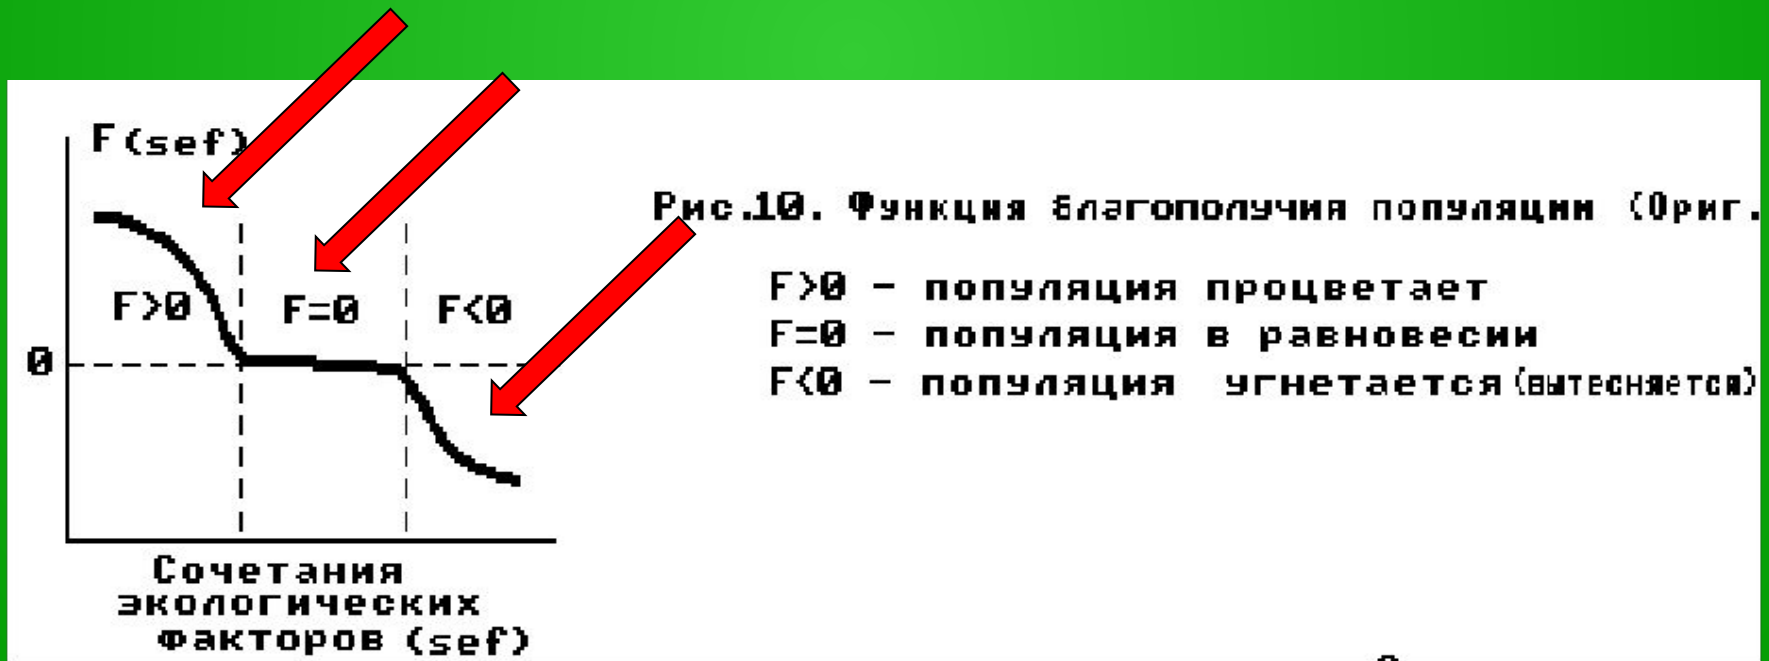 F(sef)
Рис.10. Функция благополучия популяции (Ориг.
F>0 F=0 F<0
F>0 – популяция процветает
F=0 – популяция в равновесии
F<0 – популяция угнетается (вытесняется)
0
Сочетания
экологических
факторов (sef)